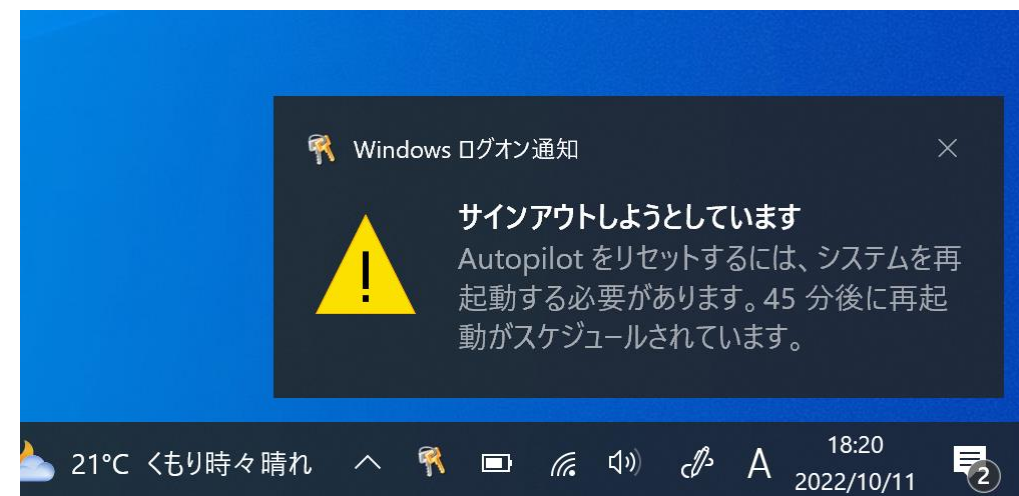 Windows ログオン通知
サインアウトしようとしています
Autopilot をリセットするには、システムを再
起動する必要があります。45 分後に再起
動がスケジュールされています。
21°C くもり時々晴れ
A
18:20
2022/10/11
2